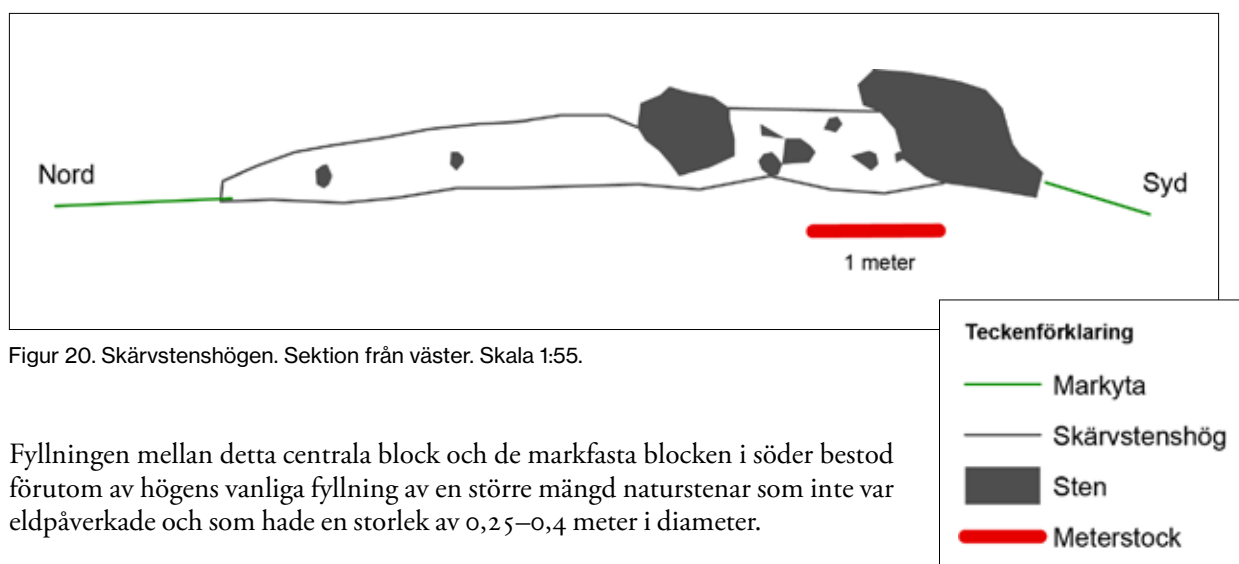 Nord
Syd
1 meter
Figur 20. Skärvstenshögen. Sektion från väster. Skala 1:55.
Teckenförklaring
Markyta
Skärvstenshög
Sten
Meterstock
Fyllningen mellan detta centrala block och de markfasta blocken i söder bestod
förutom av högens vanliga fyllning av en större mängd naturstenar som inte var
eldpåverkade och som hade en storlek av 0,25–0,4 meter i diameter.